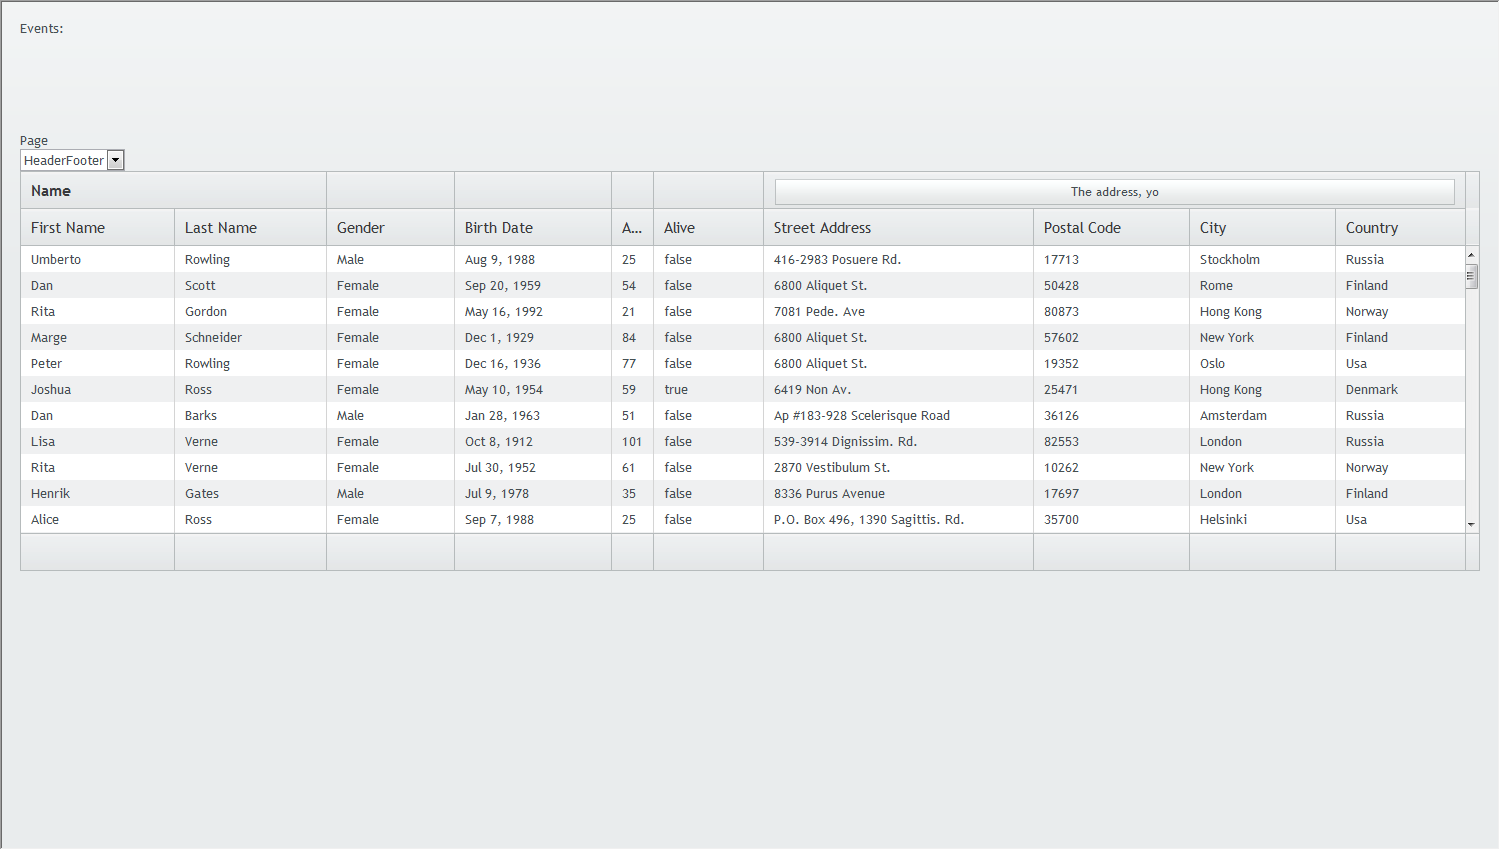 Events:
Page
HeaderFooter
Name The address, yo
First Name Last Name Gender Birth Date A... Alive Street Address Postal Code City Country
Umberto Rowling Male Aug 9, 1988 25 false 416-2983 Posuere Rd. 17713 Stockholm Russia
Dan Scott Female Sep 20, 1959 54 false 6800 Aliquet St. 50428 Rome Finland
Rita Gordon Female May 16, 1992 21 false 7081 Pede. Ave 80873 Hong Kong Norway
Marge Schneider Female Dec 1, 1929 84 false 6800 Aliquet St. 57602 New York Finland
Peter Rowling Female Dec 16, 1936 77 false 6800 Aliquet St. 19352 Oslo Usa
Joshua Ross Female May 10, 1954 59 true 6419 Non Av. 25471 Hong Kong Denmark
Dan Barks Male Jan 28, 1963 51 false Ap #183-928 Scelerisque Road 36126 Amsterdam Russia
Lisa Verne Female Oct 8, 1912 101 false 539-3914 Dignissim. Rd. 82553 London Russia
Rita Verne Female Jul 30, 1952 61 false 2870 Vestibulum St. 10262 New York Norway
Henrik Gates Male Jul 9, 1978 35 false 8336 Purus Avenue 17697 London Finland
Alice Ross Female Sep 7, 1988 25 false P.O. Box 496, 1390 Sagittis. Rd. 35700 Helsinki Usa